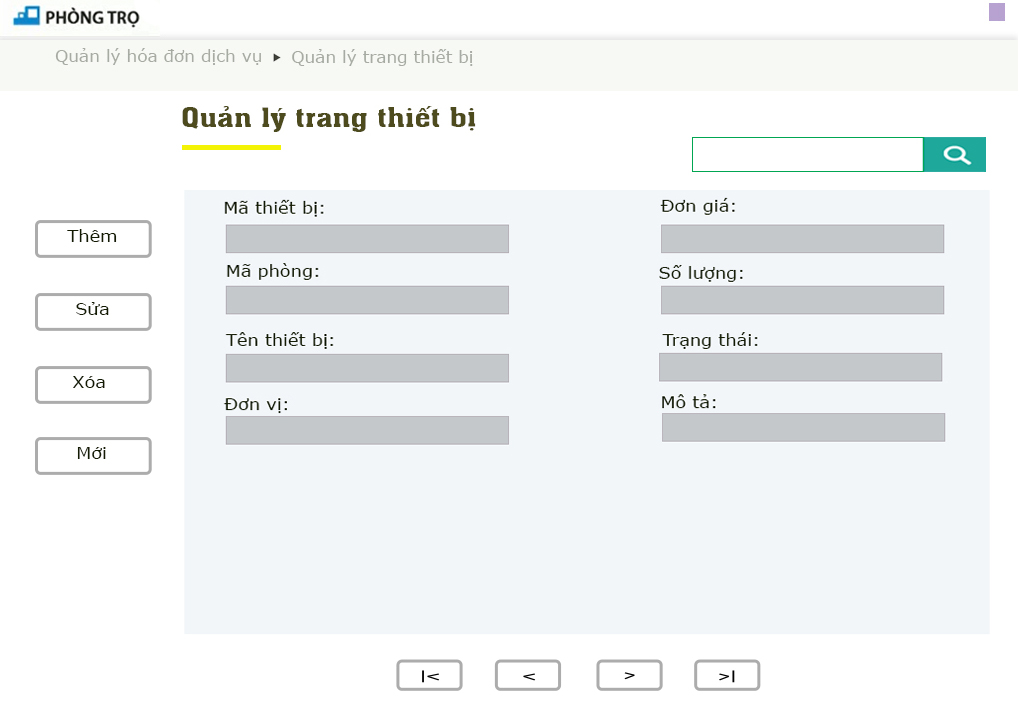 PHÒNG TRỌ
Quản lý hóa đơn dịch vụ ▸ Quản lý trang thiết bị
Quản lý trang thiết bị
Mã thiết bị:
Đơn giá:
Thêm
Mã phòng:
Số lượng:
Sửa
Tên thiết bị:
Trạng thái:
Xóa
Đơn vị:
Mô tả:
Mới
I< < > >I